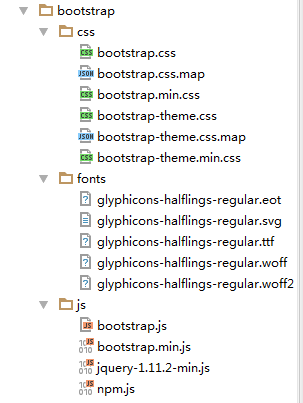 bootstrap
css
bootstrap.css
bootstrap.css.map
bootstrap.min.css
bootstrap-theme.css
bootstrap-theme.css.map
bootstrap-theme.min.css
fonts
glyphicons-halflings-regular.eot
glyphicons-halflings-regular.svg
glyphicons-halflings-regular.ttf
glyphicons-halflings-regular.woff
glyphicons-halflings-regular.woff2
js
bootstrap.js
bootstrap.min.js
jquery-1.11.2-min.js
npm.js